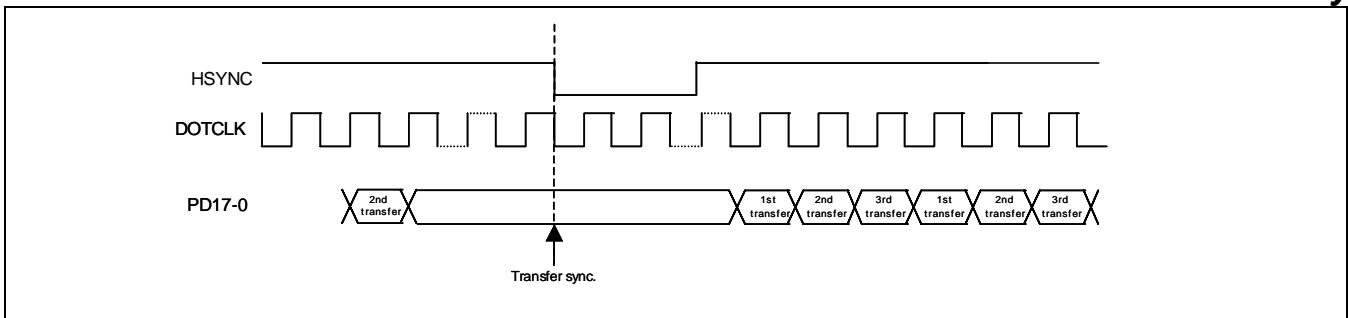 HSYNC
DOTCLK
PD17-0
2nd transfer
1st transfer
2nd transfer
3rd transfer
1st transfer
2nd transfer
3rd transfer
Transfer sync.